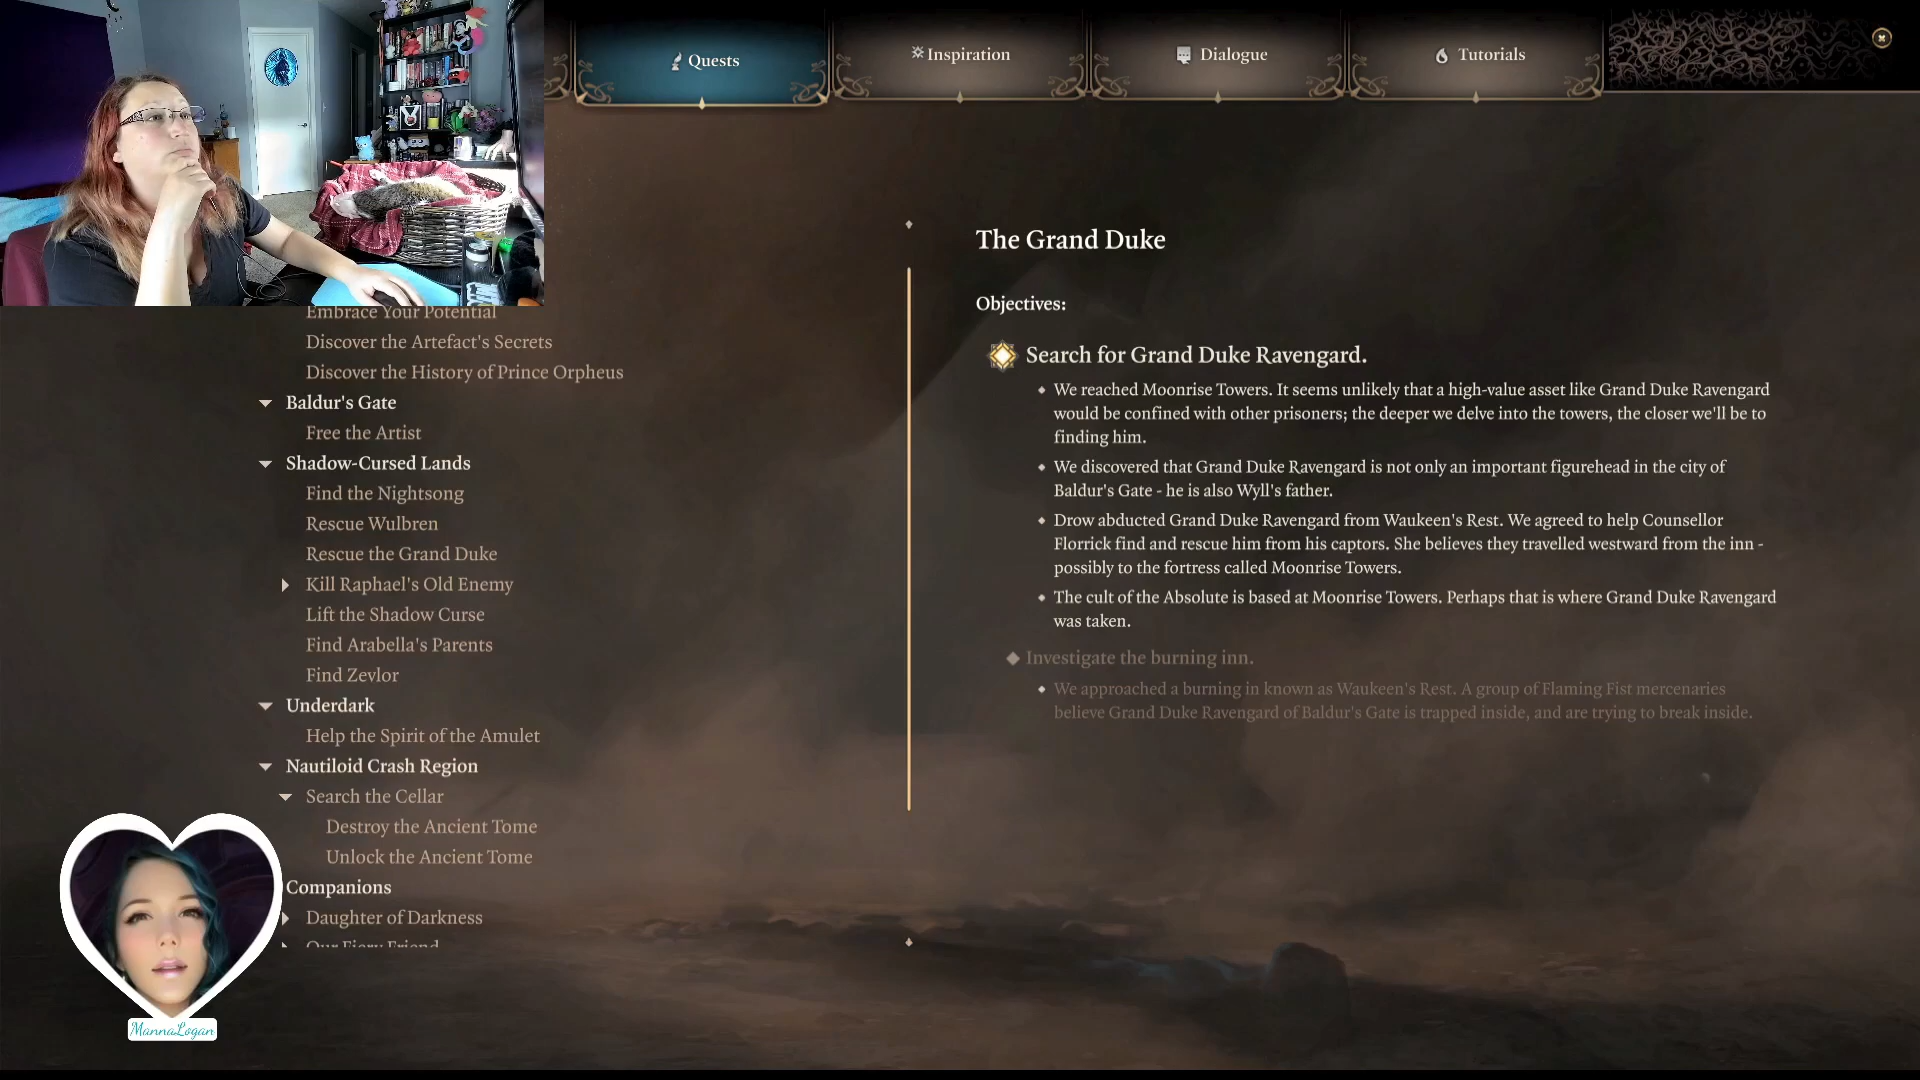 Quests
Inspiration
Dialogue
Tutorials
Embrace Your Potential
Discover the Artefact's Secrets
Discover the History of Prince Orpheus
Baldur's Gate
Free the Artist
Shadow-Cursed Lands
Find the Nightsong
Rescue Wulbren
Rescue the Grand Duke
Kill Raphael's Old Enemy
Lift the Shadow Curse
Find Arabella's Parents
Find Zevlor
Underdark
Help the Spirit of the Amulet
Nautiloid Crash Region
Search the Cellar
Destroy the Ancient Tome
Unlock the Ancient Tome
Companions
Daughter of Darkness
Our Fiery Friend
The Grand Duke
Objectives:
Search for Grand Duke Ravengard.
We reached Moonrise Towers. It seems unlikely that a high-value asset like Grand Duke Ravengard
would be confined with other prisoners; the deeper we delve into the towers, the closer we'll be to
finding him.
We discovered that Grand Duke Ravengard is not only an important figurehead in the city of
Baldur's Gate - he is also Wyll's father.
Drow abducted Grand Duke Ravengard from Waukeen's Rest. We agreed to help Counsellor
Florrick find and rescue him from his captors. She believes they travelled westward from the inn -
possibly to the fortress called Moonrise Towers.
The cult of the Absolute is based at Moonrise Towers. Perhaps that is where Grand Duke Ravengard
was taken.
Investigate the burning inn.
We approached a burning in known as Waukeen's Rest. A group of Flaming Fist mercenaries
believe Grand Duke Ravengard of Baldur's Gate is trapped inside, and are trying to break inside.
MannaLogan